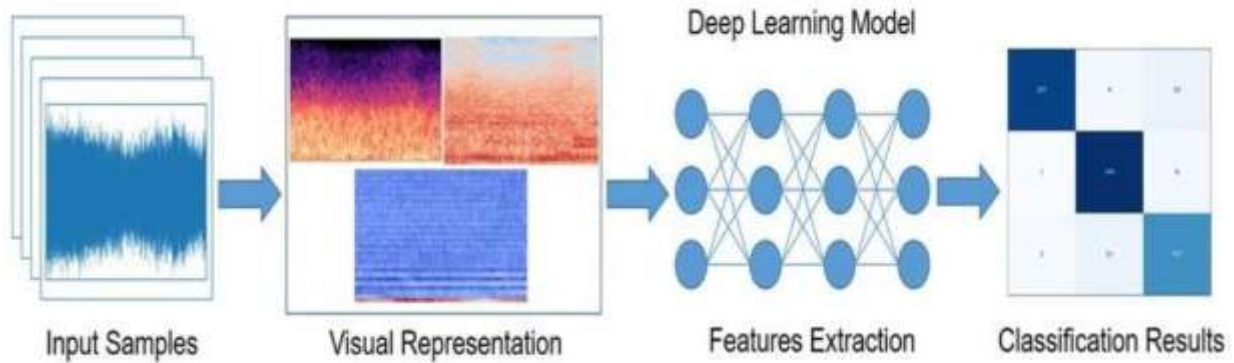 Deep Learning Model
Input Samples
Visual Representation
Features Extraction
Classification Results